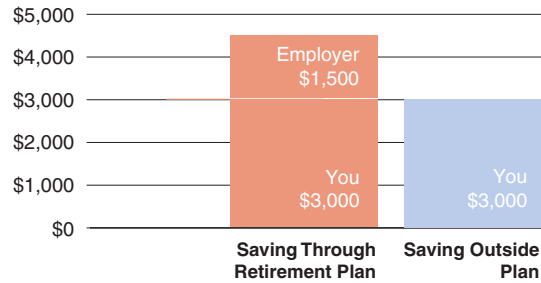 $5,000
$4,000
$3,000
$2,000
$1,000
$0
Employer
$1,500
You
$3,000
You
$3,000
Saving Through
Retirement Plan
Saving Outside
Plan